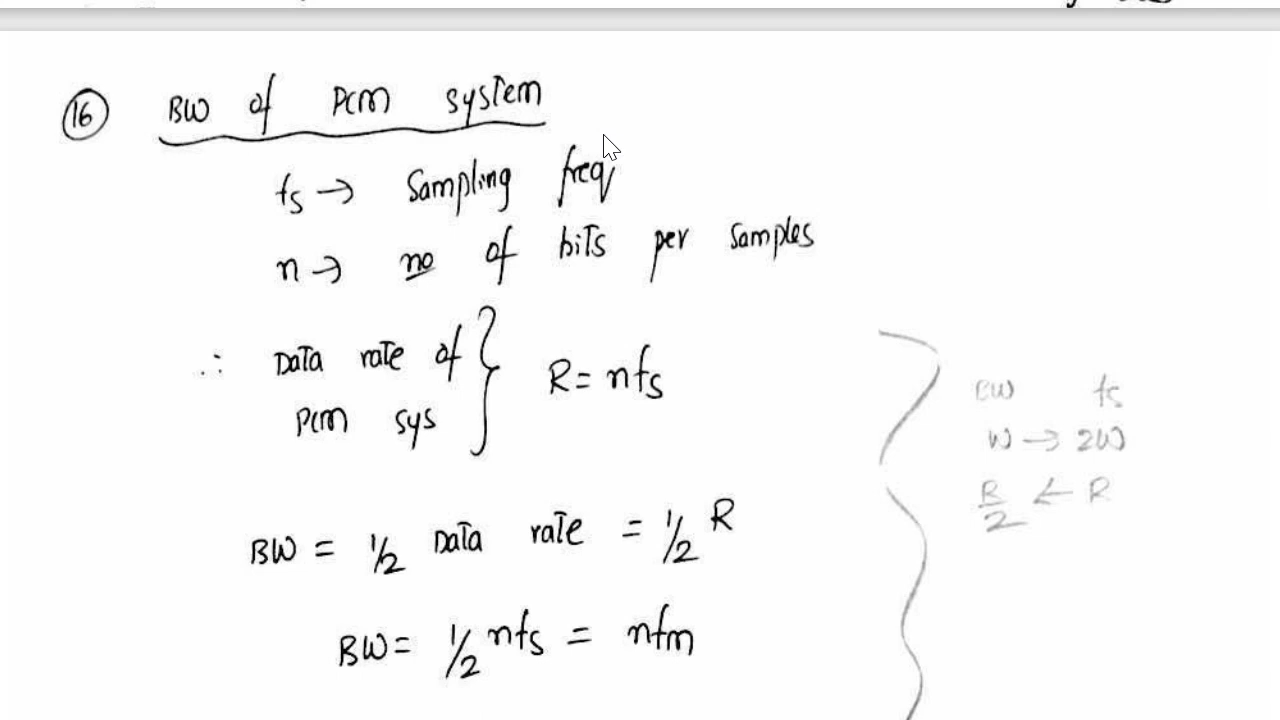 16 BW of PCM system
fs → Sampling freq
n → no of bits per samples
∴ Data rate of } R = nfs
PCM sys
BW = 1/2 Data rate = 1/2 R
BW = 1/2 nfs = nfm
BW fs
W → 2W
R/2 ← R